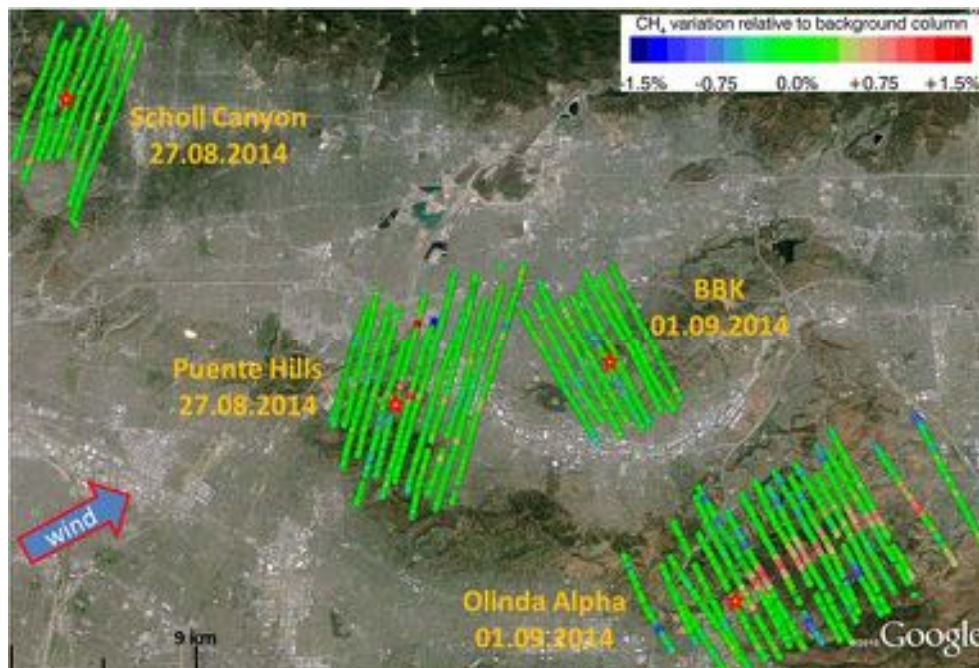 CH₄ variation relative to background column
-1.5% -0.75 0.0% +0.75 +1.5%
Scholl Canyon
27.08.2014
BBK
01.09.2014
Puente Hills
27.08.2014
wind
Olinda Alpha
01.09.2014
9 km
Google